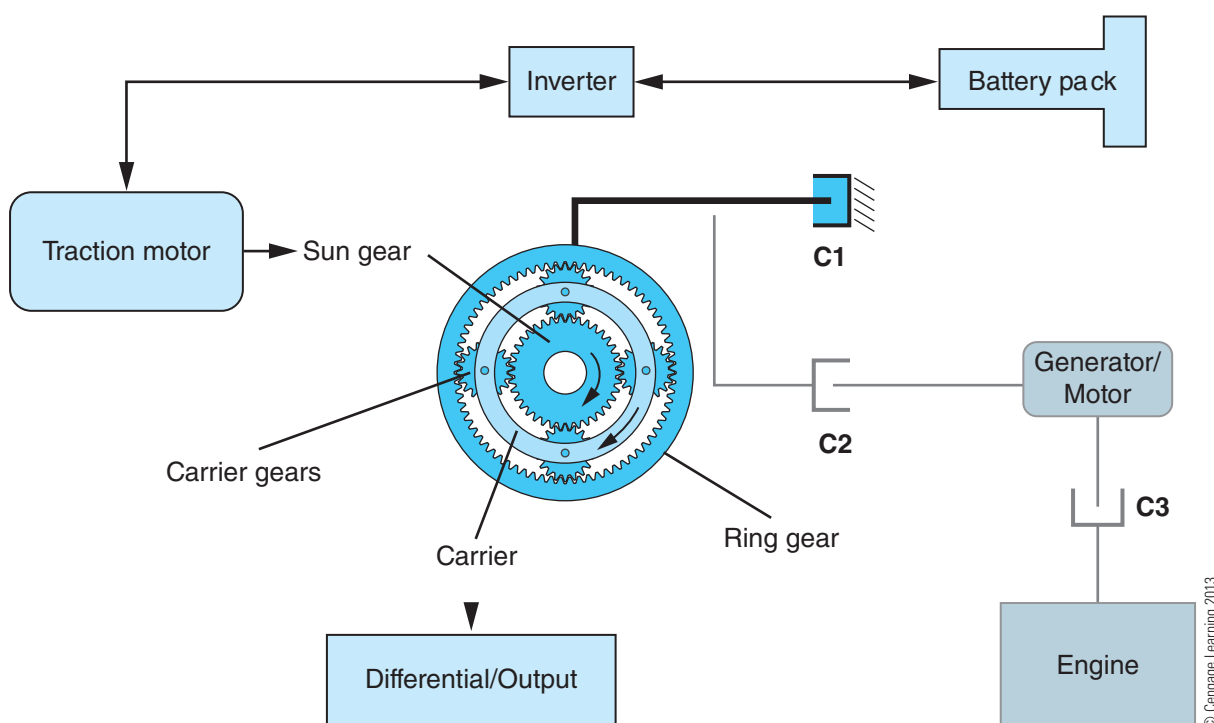 Inverter
Battery pack
Traction motor
Sun gear
C1
Generator/
Motor
C2
Carrier gears
C3
Ring gear
Carrier
Differential/Output
Engine
© Cengage Learning 2013